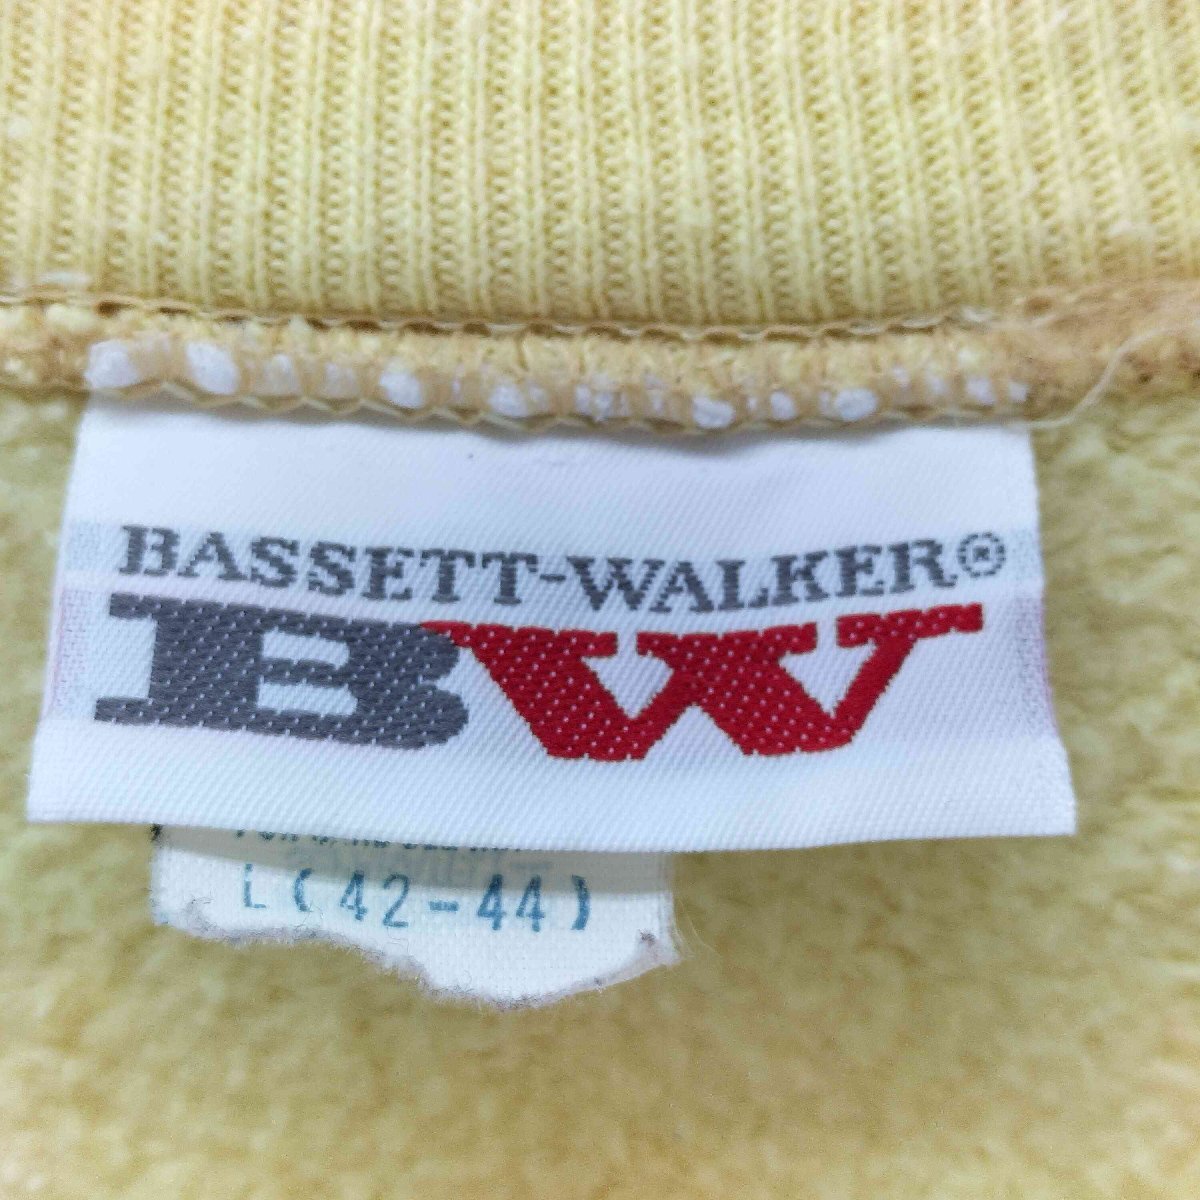 BASSETT-WALKER®
BW
L (42-44)